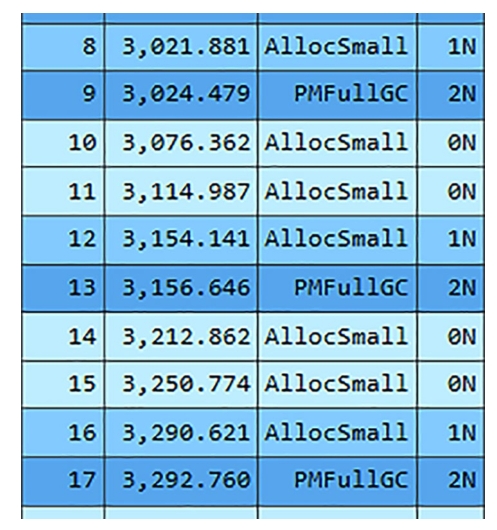 8 3,021.881 AllocSmall 1N
9 3,024.479 PMFullGC 2N
10 3,076.362 AllocSmall 0N
11 3,114.987 AllocSmall 0N
12 3,154.141 AllocSmall 1N
13 3,156.646 PMFullGC 2N
14 3,212.862 AllocSmall 0N
15 3,250.774 AllocSmall 0N
16 3,290.621 AllocSmall 1N
17 3,292.760 PMFullGC 2N